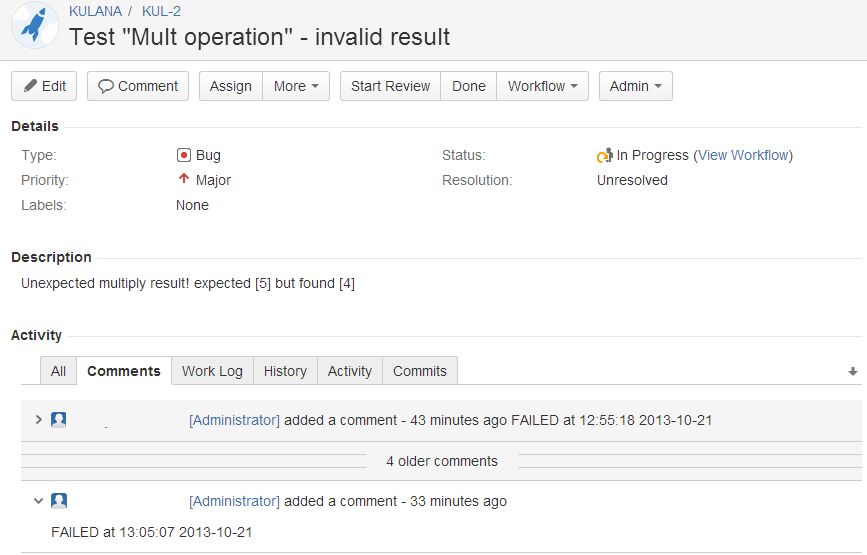 KULANA / KUL-2
Test "Mult operation" - invalid result
Edit Comment Assign More Start Review Done Workflow Admin
Details
Type: Bug Status: In Progress (View Workflow)
Priority: Major Resolution: Unresolved
Labels: None
Description
Unexpected multiply result! expected [5] but found [4]
Activity
All Comments Work Log History Activity Commits
[Administrator] added a comment - 43 minutes ago FAILED at 12:55:18 2013-10-21
4 older comments
[Administrator] added a comment - 33 minutes ago
FAILED at 13:05:07 2013-10-21